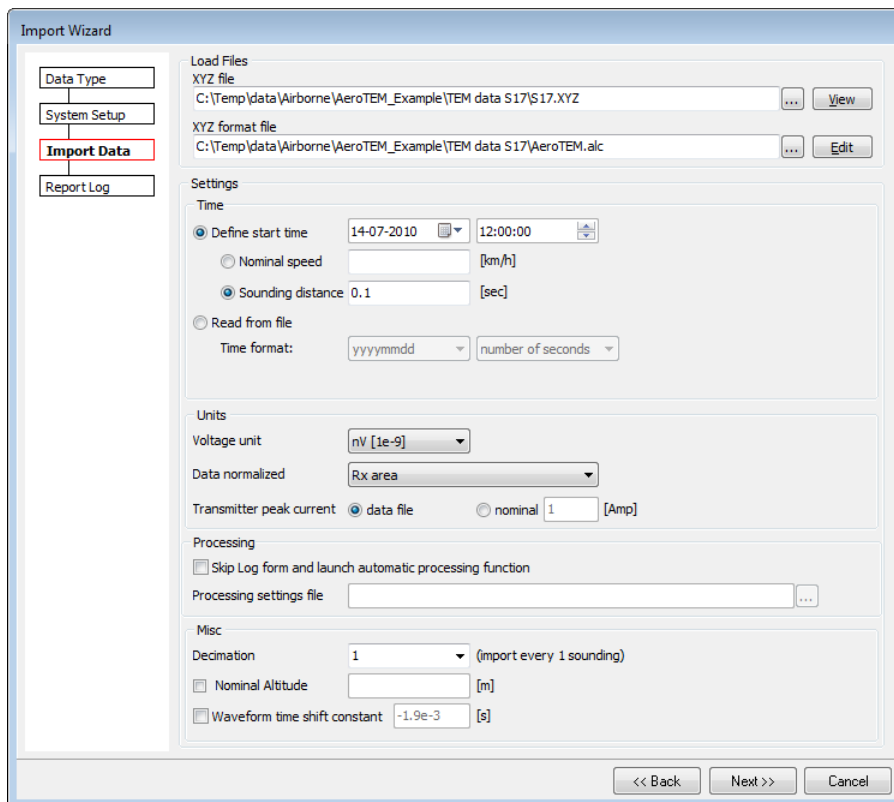 Import Wizard
Data Type
System Setup
Import Data
Report Log
Load Files
XYZ file
C:\Temp\data\Airborne\AeroTEM_Example\TEM data S17\S17.XYZ ... View
XYZ format file
C:\Temp\data\Airborne\AeroTEM_Example\TEM data S17\AeroTEM.alc ... Edit
Settings
Time
Define start time 14-07-2010 12:00:00
Nominal speed [km/h]
Sounding distance 0.1 [sec]
Read from file
Time format: yyyymmdd number of seconds
Units
Voltage unit nV [1e-9]
Data normalized Rx area
Transmitter peak current data file nominal 1 [Amp]
Processing
Skip Log form and launch automatic processing function
Processing settings file ...
Misc
Decimation 1 (import every 1 sounding)
Nominal Altitude [m]
Waveform time shift constant -1.9e-3 [s]
<< Back Next >> Cancel